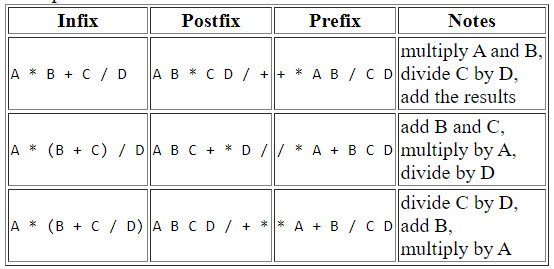 Infix Postfix Prefix Notes
A * B + C / D A B * C D / + + * A B / C D multiply A and B,
divide C by D,
add the results
A * (B + C) / D A B C + * D / / * A + B C D add B and C,
multiply by A,
divide by D
A * (B + C / D) A B C D / + * * A + B / C D divide C by D,
add B,
multiply by A